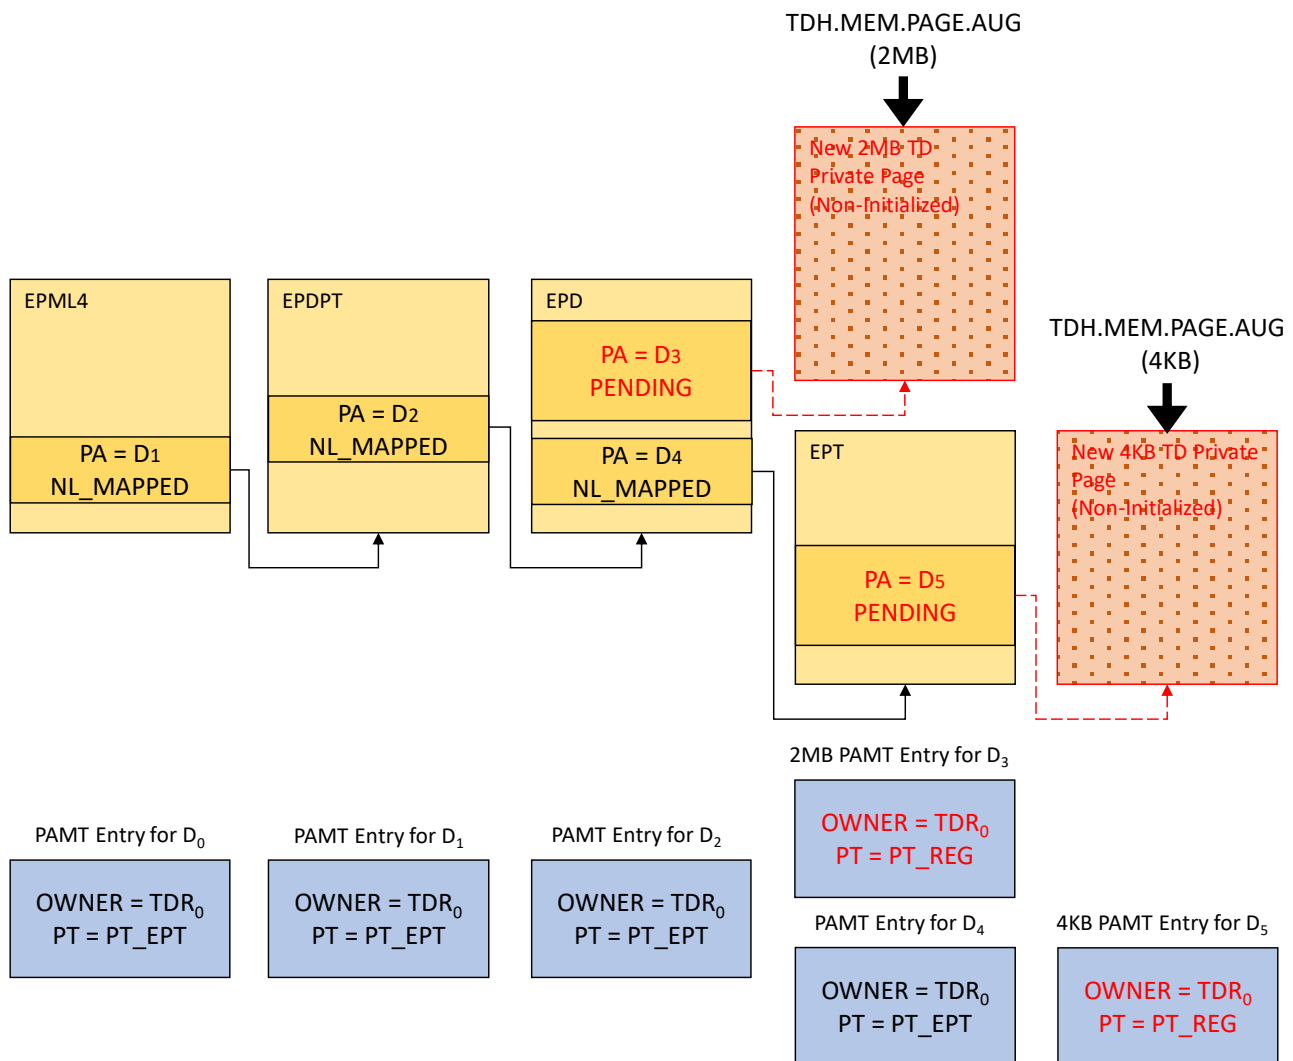 TDH.MEM.PAGE.AUG
(2MB)
New 2MB TD
Private Page
(Non-Initialized)
EPML4
EPDPT
EPD
PA = D3
PENDING
TDH.MEM.PAGE.AUG
(4KB)
PA = D2
NL_MAPPED
PA = D1
NL_MAPPED
PA = D4
NL_MAPPED
EPT
New 4KB TD Private
Page
(Non-Initialized)
PA = D5
PENDING
2MB PAMT Entry for D₃
OWNER = TDR₀
PT = PT_REG
PAMT Entry for D₀
OWNER = TDR₀
PT = PT_EPT
PAMT Entry for D₁
OWNER = TDR₀
PT = PT_EPT
PAMT Entry for D₂
OWNER = TDR₀
PT = PT_EPT
PAMT Entry for D₄
OWNER = TDR₀
PT = PT_EPT
4KB PAMT Entry for D₅
OWNER = TDR₀
PT = PT_REG